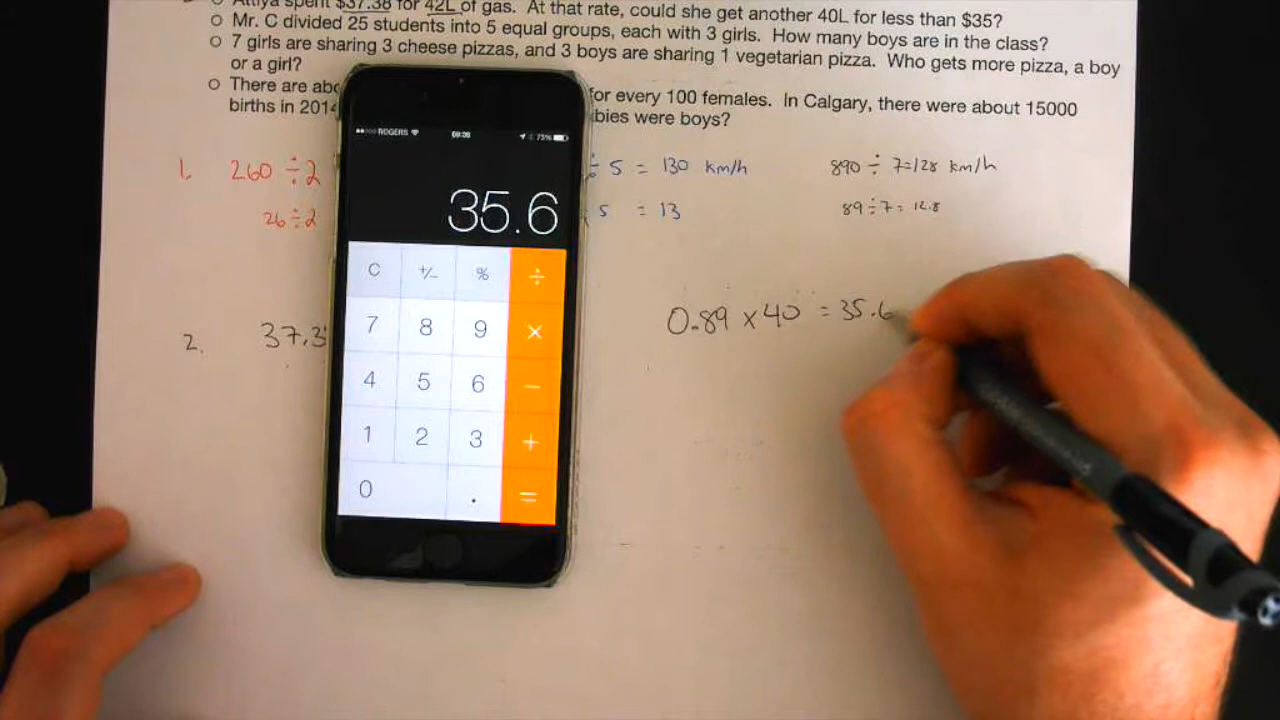 spent $37.38 for 42L of gas. At that rate, could she get another 40L for less than $35?
o Mr. C divided 25 students into 5 equal groups, each with 3 girls. How many boys are in the class?
o 7 girls are sharing 3 cheese pizzas, and 3 boys are sharing 1 vegetarian pizza. Who gets more pizza, a boy
or a girl?
o There are abo for every 100 females. In Calgary, there were about 15000
births in 2014 bies were boys?
ROGERS 75%
1. 260 ÷ 2 ÷ 5 = 130 km/h 890 ÷ 7=128 km/h
26 ÷ 2 5 = 13 89 ÷ 7 = 12.8
35.6
C +/- % ÷
7 8 9 ×
4 5 6 −
1 2 3 +
0 . =
0.89 x 40 = 35.6
2. 37.3